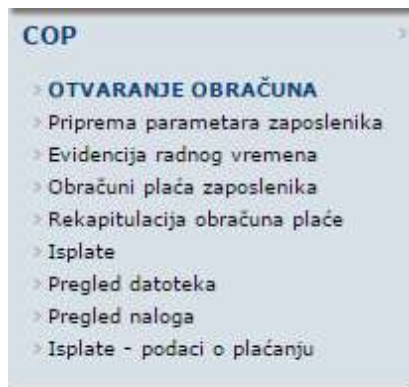 COP
OTVARANJE OBRAČUNA
Priprema parametara zaposlenika
Evidencija radnog vremena
Obračuni plaća zaposlenika
Rekapitulacija obračuna plaće
Isplate
Pregled datoteka
Pregled naloga
Isplate - podaci o plaćanju